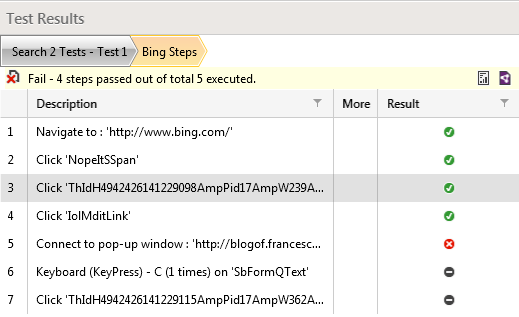 Test Results
Search 2 Tests - Test 1 Bing Steps
Fail - 4 steps passed out of total 5 executed.
Description More Result
1 Navigate to : 'http://www.bing.com/'
2 Click 'NopeItSSpan'
3 Click 'ThIdH4942426141229098AmpPid17AmpW239A...
4 Click 'IolMditLink'
5 Connect to pop-up window : 'http://blogof.francesc...
6 Keyboard (KeyPress) - C (1 times) on 'SbFormQText'
7 Click 'ThIdH4942426141229115AmpPid17AmpW362A...